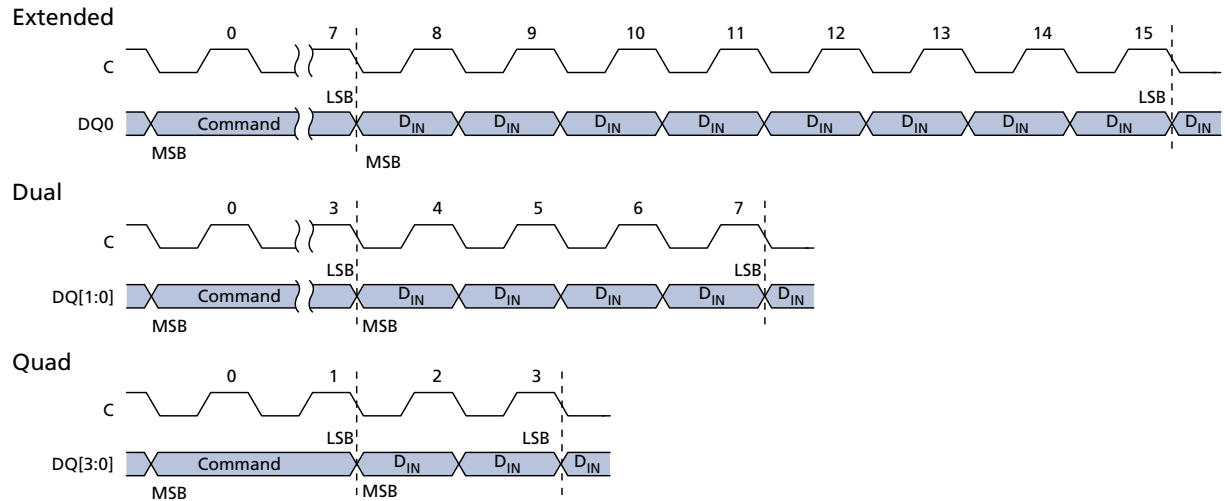 Extended
0 7 8 9 10 11 12 13 14 15
C
LSB LSB
DQ0 Command DIN DIN DIN DIN DIN DIN DIN DIN DIN
MSB MSB
Dual
0 3 4 5 6 7
C
LSB LSB
DQ[1:0] Command DIN DIN DIN DIN DIN
MSB MSB
Quad
0 1 2 3
C
LSB LSB
DQ[3:0] Command DIN DIN DIN
MSB MSB